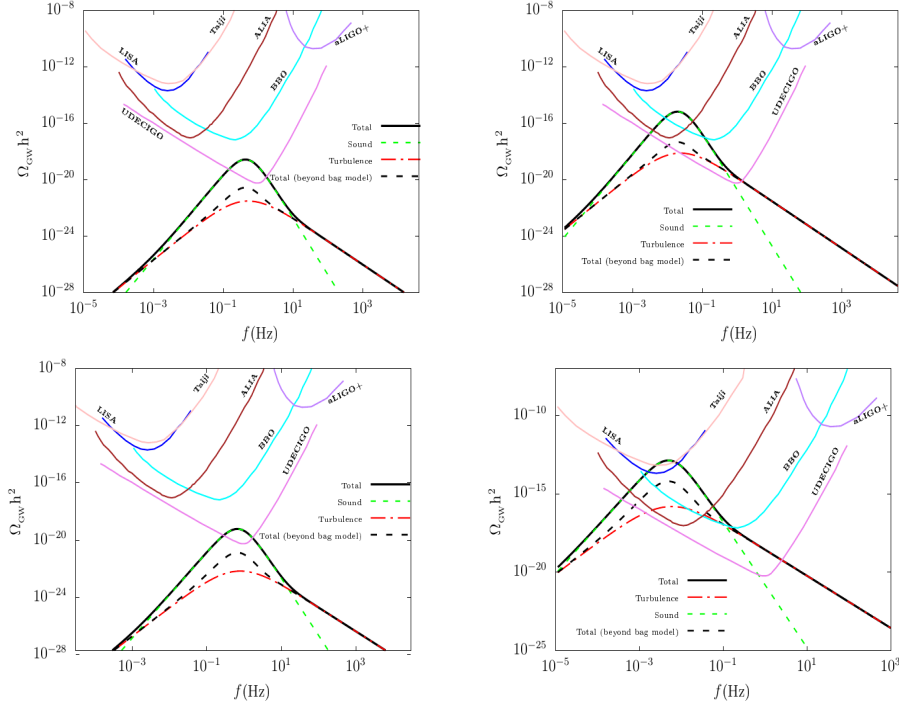 10^-8
10^-12
10^-16
10^-20
10^-24
10^-28
Ω_GW h^2
LISA
Taiji
ALIA
BBO
aLIGO+
UDECIGO
Total
Sound
Turbulence
Total (beyond bag model)
10^-5 10^-3 10^-1 10^1 10^3
f(Hz)
10^-8
10^-12
10^-16
10^-20
10^-24
10^-28
Ω_GW h^2
LISA
Taiji
ALIA
BBO
aLIGO+
UDECIGO
Total
Sound
Turbulence
Total (beyond bag model)
10^-5 10^-3 10^-1 10^1 10^3
f(Hz)
10^-8
10^-12
10^-16
10^-20
10^-24
10^-28
Ω_GW h^2
LISA
Taiji
ALIA
BBO
aLIGO+
UDECIGO
Total
Sound
Turbulence
Total (beyond bag model)
10^-3 10^-1 10^1 10^3
f(Hz)
10^-10
10^-15
10^-20
10^-25
Ω_GW h^2
LISA
Taiji
ALIA
BBO
aLIGO+
UDECIGO
Total
Turbulence
Sound
Total (beyond bag model)
10^-5 10^-3 10^-1 10^1 10^3
f(Hz)